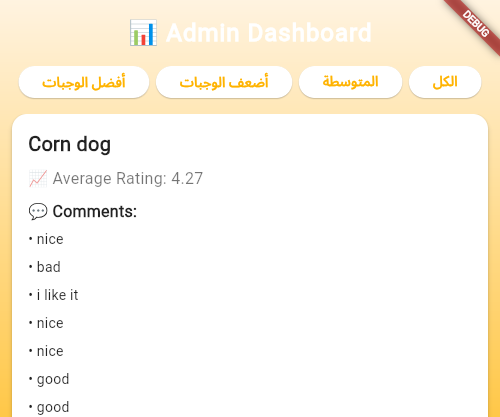 📊 Admin Dashboard
DEBUG
أفضل الوجبات
أضعف الوجبات
المتوسطة
الكل
Corn dog
📈 Average Rating: 4.27
💬 Comments:
• nice
• bad
• i like it
• nice
• nice
• good
• good